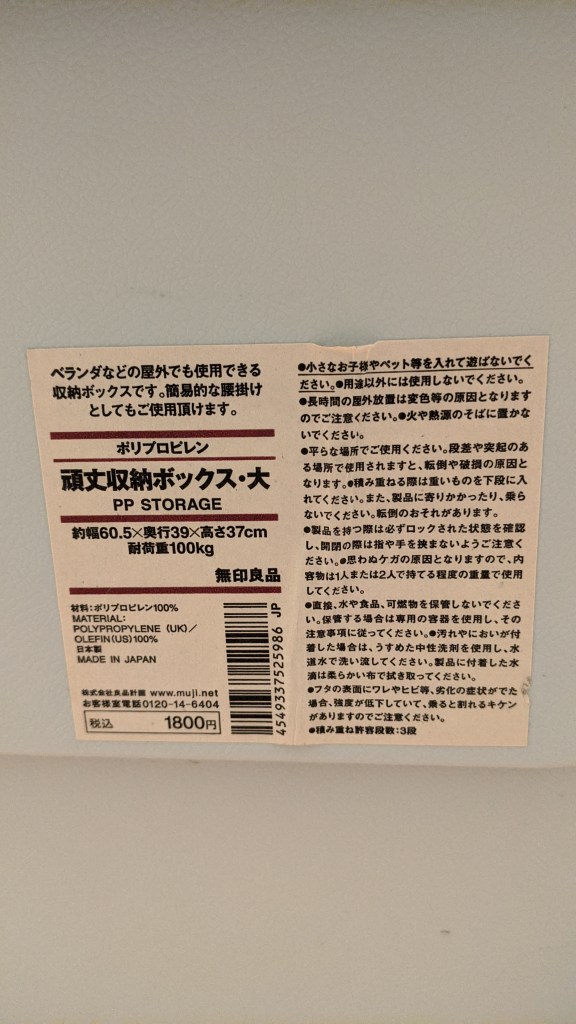 ベランダなどの屋外でも使用できる
収納ボックスです。簡易的な腰掛け
としてもご使用頂けます。
ポリプロピレン
頑丈収納ボックス・大
PP STORAGE
約幅60.5×奥行39×高さ37cm
耐荷重100kg
無印良品
材料：ポリプロピレン100%
MATERIAL:
POLYPROPYLENE (UK)／
OLEFIN(US)100%
日本製
MADE IN JAPAN
株式会社良品計画 www.muji.net
お客様室電話0120-14-6404
税込 1800円
4549337525986 JP
●小さなお子様やペット等を入れて遊ばないでく
ださい。●用途以外には使用しないでください。
●長時間の屋外放置は変色等の原因となります
のでご注意ください。●火や熱源のそばに置かな
いでください。
●平らな場所でご使用ください。段差や突起のあ
る場所で使用されますと、転倒や破損の原因と
なります。●積み重ねる際は重いものを下段に入
れてください。また、製品に寄りかかったり、乗ら
ないでください。転倒のおそれがあります。
●製品を持つ際は必ずロックされた状態を確認
し、開閉の際は指や手を挟まないようご注意くだ
さい。●思わぬケガの原因となりますので、内
容物は1人または2人で持てる程度の重量で使用
してください。
●直接、水や食品、可燃物を保管しないでくださ
い。保管する場合は専用の容器を使用し、その
注意事項に従ってください。●汚れやにおいが付
着した場合は、うすめた中性洗剤を使用し、水
道水で洗い流してください。製品に付着した水
滴は柔らかい布で拭き取ってください。
●フタの表面にワレやヒビ等、劣化の症状がでた
場合、強度が低下していて、乗ると割れるキケン
がありますのでご注意ください。
●積み重ね許容段数：3段